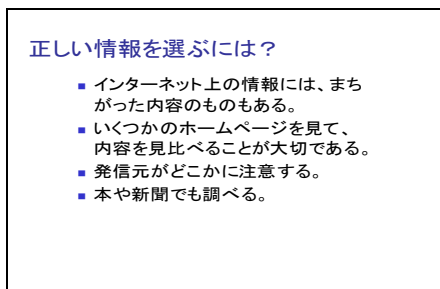 正しい情報を選ぶには？
■ インターネット上の情報には、まち
がった内容のものもある。
■ いくつかのホームページを見て、
内容を見比べることが大切である。
■ 発信元がどこかに注意する。
■ 本や新聞でも調べる。